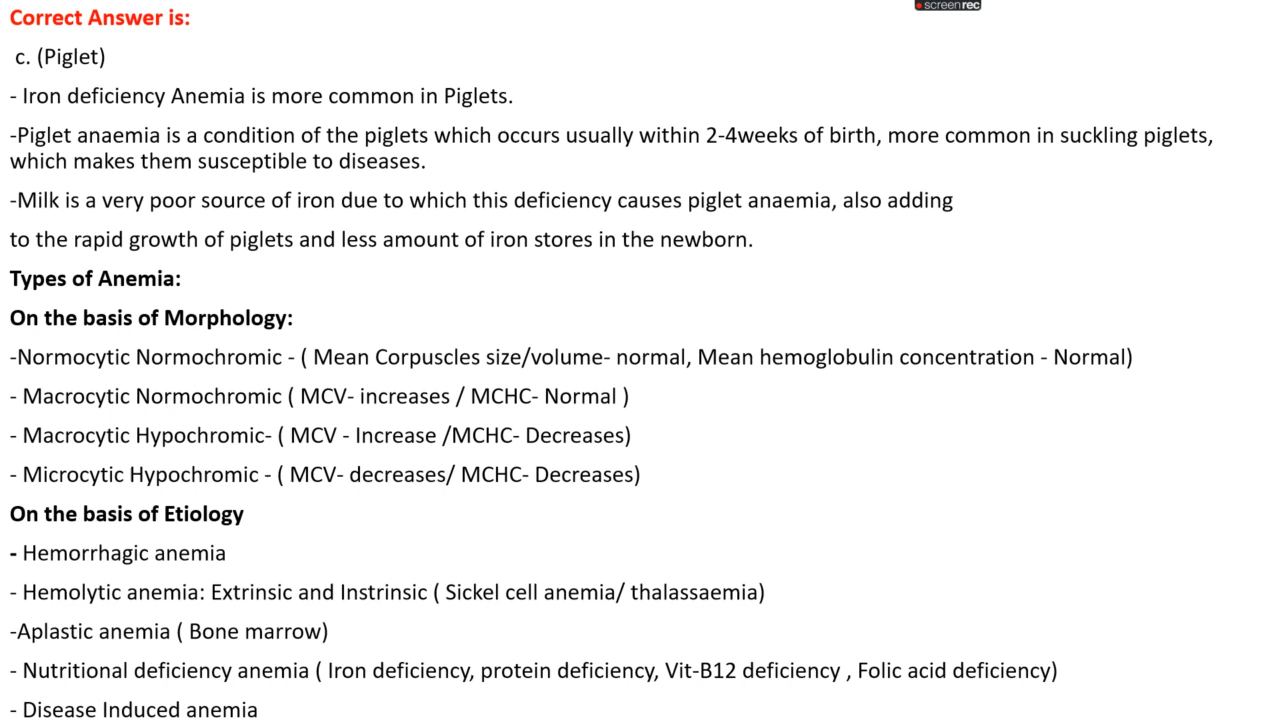 Correct Answer is:
screenrec
c. (Piglet)
- Iron deficiency Anemia is more common in Piglets.
-Piglet anaemia is a condition of the piglets which occurs usually within 2-4weeks of birth, more common in suckling piglets,
which makes them susceptible to diseases.
-Milk is a very poor source of iron due to which this deficiency causes piglet anaemia, also adding
to the rapid growth of piglets and less amount of iron stores in the newborn.
Types of Anemia:
On the basis of Morphology:
-Normocytic Normochromic - ( Mean Corpuscles size/volume- normal, Mean hemoglobulin concentration - Normal)
- Macrocytic Normochromic ( MCV- increases / MCHC- Normal )
- Macrocytic Hypochromic- ( MCV - Increase /MCHC- Decreases)
- Microcytic Hypochromic - ( MCV- decreases/ MCHC- Decreases)
On the basis of Etiology
- Hemorrhagic anemia
- Hemolytic anemia: Extrinsic and Instrinsic ( Sickel cell anemia/ thalassaemia)
-Aplastic anemia ( Bone marrow)
- Nutritional deficiency anemia ( Iron deficiency, protein deficiency, Vit-B12 deficiency , Folic acid deficiency)
- Disease Induced anemia